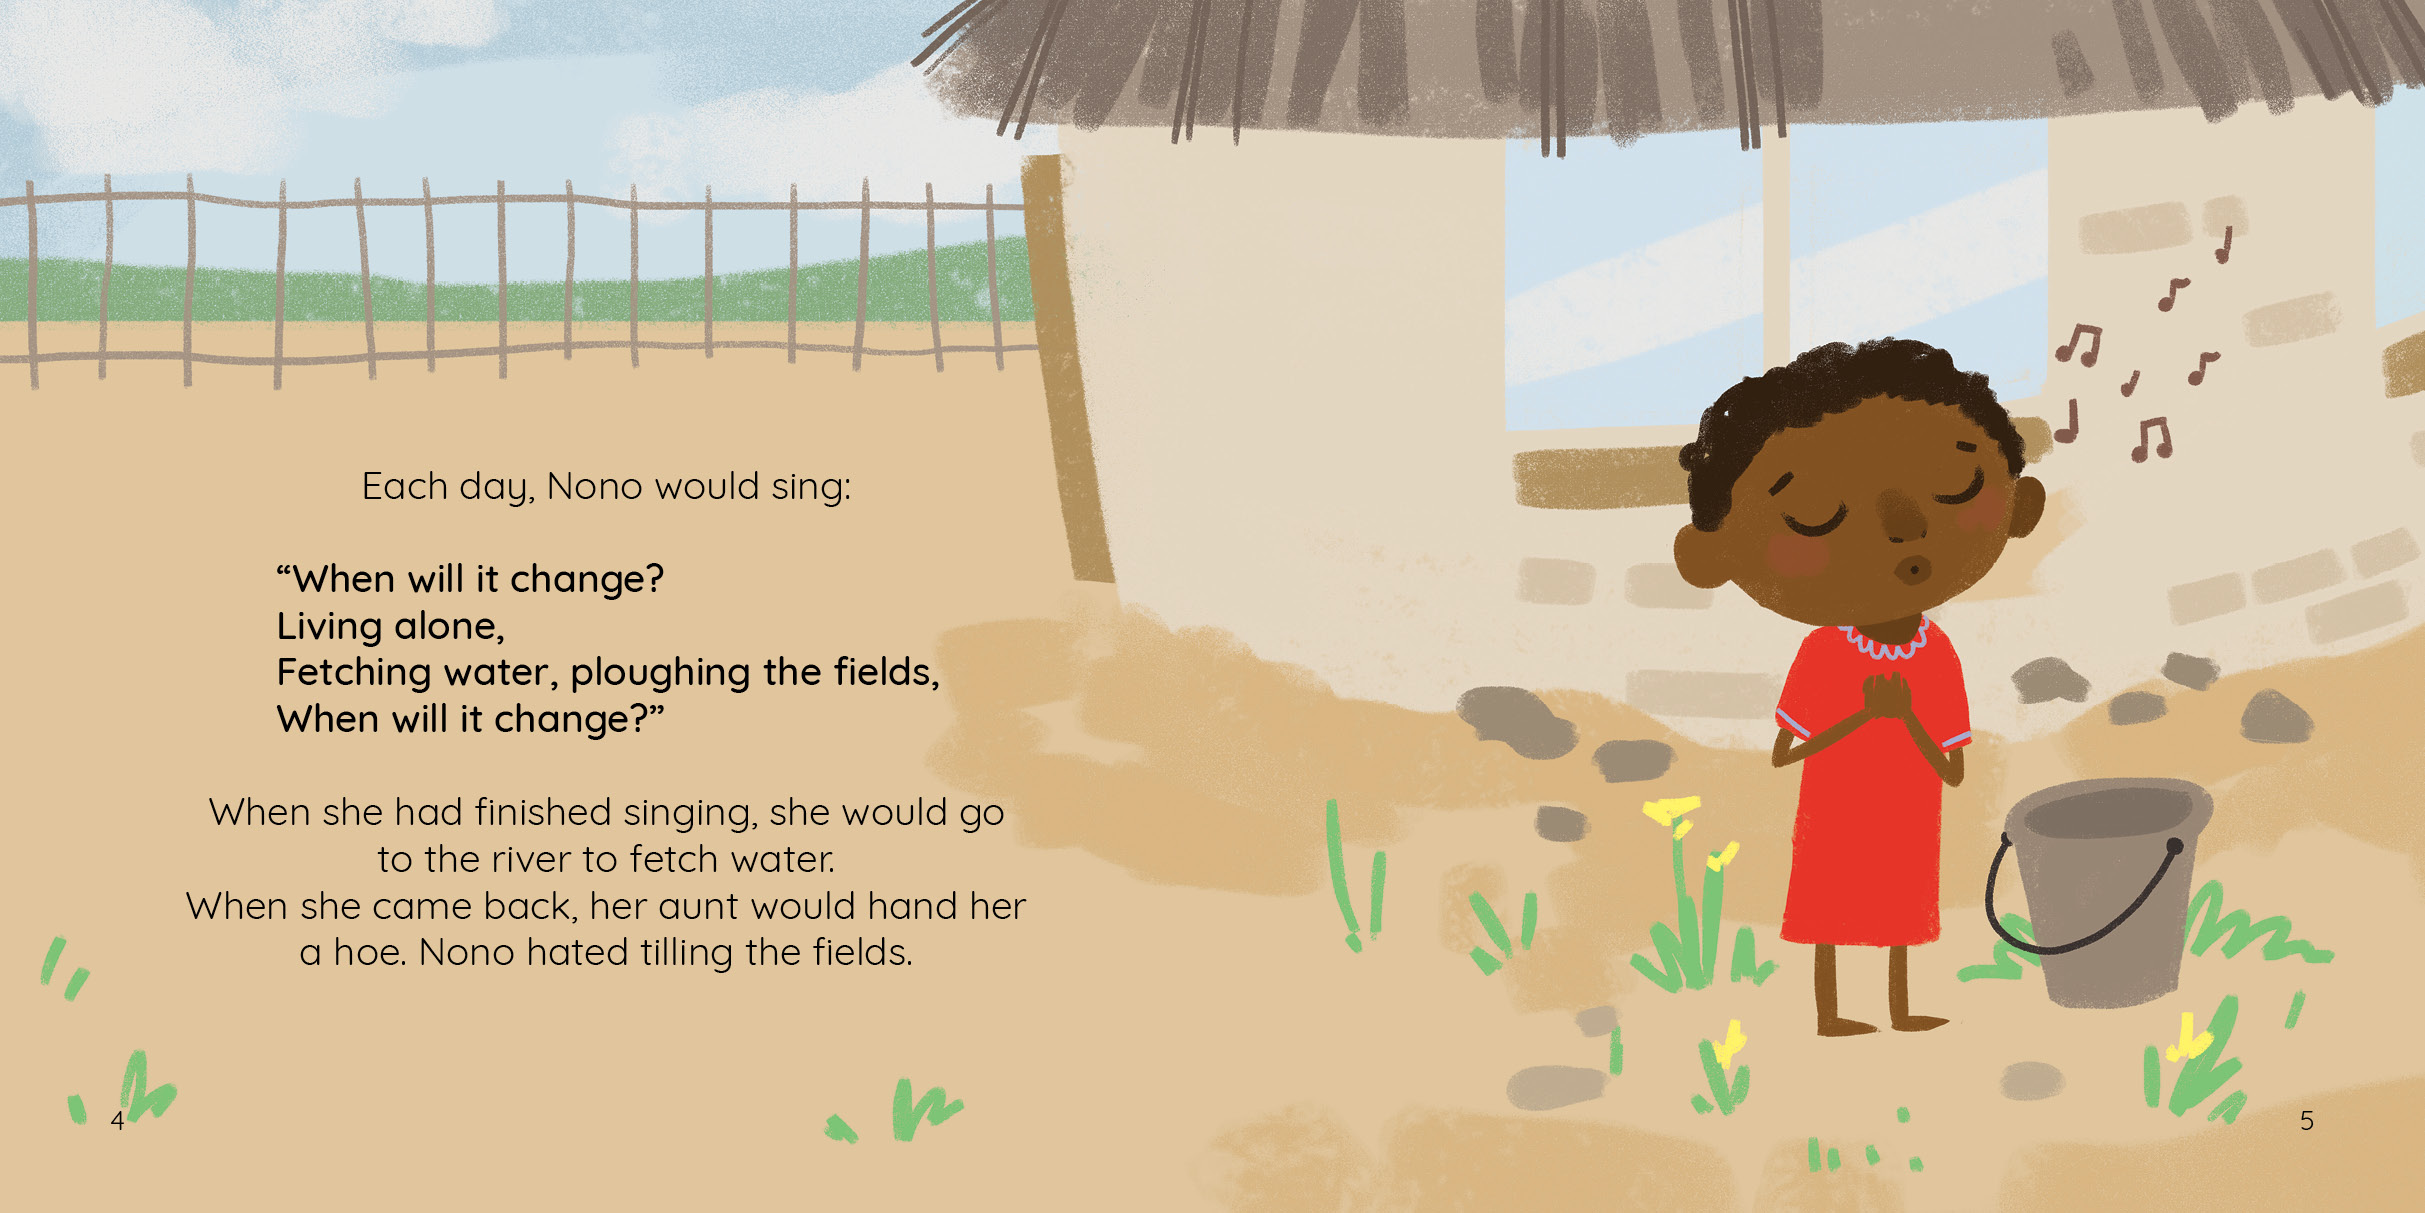 Each day, Nono would sing:
“When will it change?
Living alone,
Fetching water, ploughing the fields,
When will it change?”
When she had finished singing, she would go
to the river to fetch water.
When she came back, her aunt would hand her
a hoe. Nono hated tilling the fields.
4
5